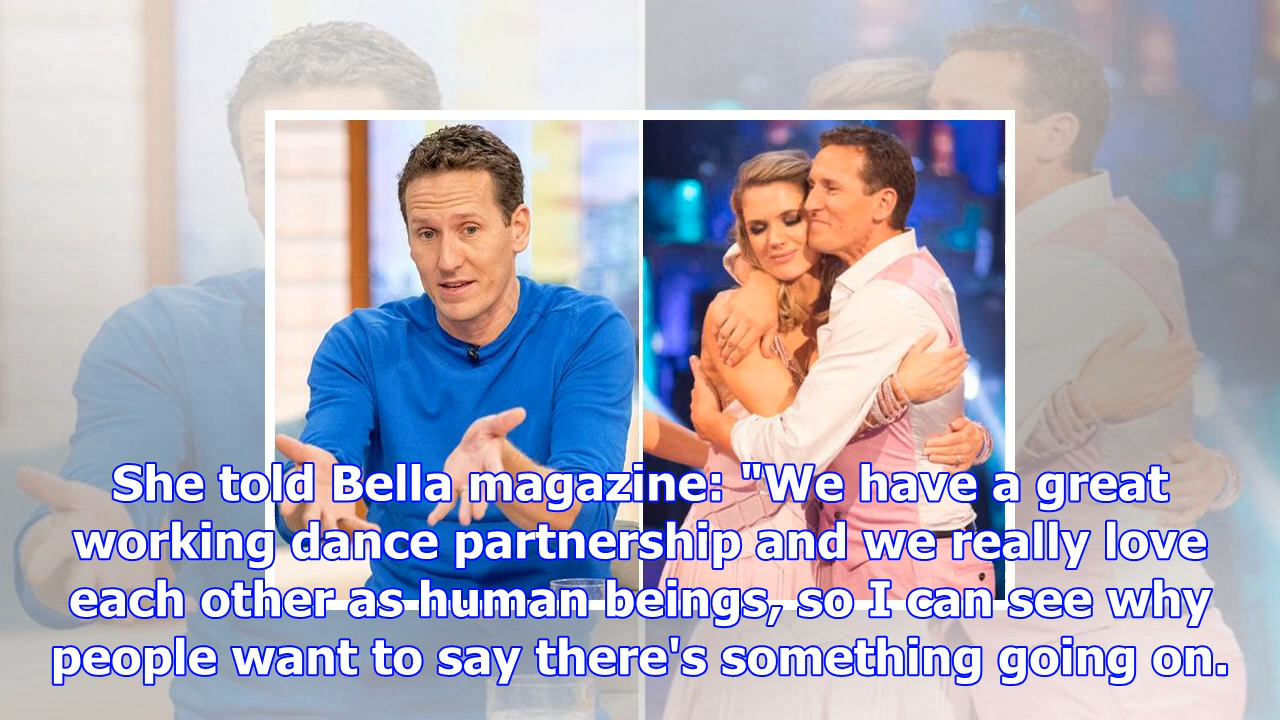 She told Bella magazine: "We have a great
working dance partnership and we really love
each other as human beings, so I can see why
people want to say there's something going on.